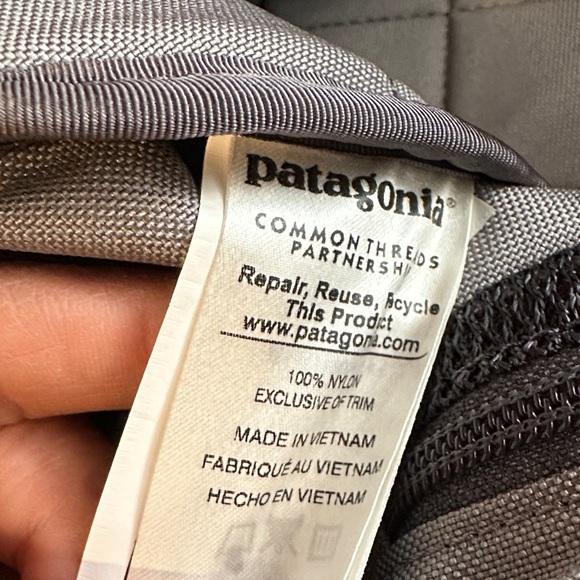 patagonia®
COMMON THREADS
PARTNERSHI
Repair, Reuse, Recycle
This Product
www.patagonia.com
100% NYLON
EXCLUSIVE OF TRIM
MADE IN VIETNAM
FABRIQUÉ AU VIETNAM
HECHO EN VIETNAM